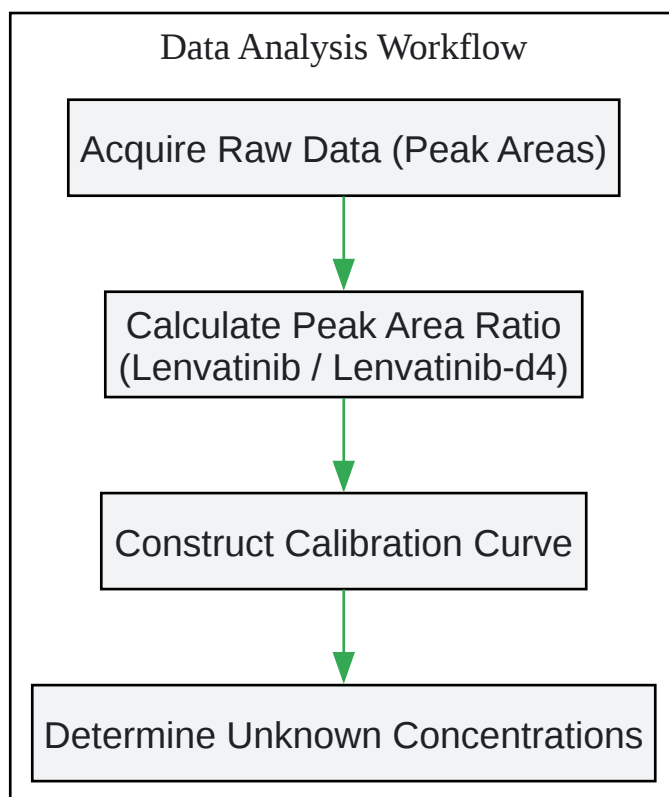 Data Analysis Workflow
Acquire Raw Data (Peak Areas)
Calculate Peak Area Ratio
(Lenvatinib / Lenvatinib-d4)
Construct Calibration Curve
Determine Unknown Concentrations